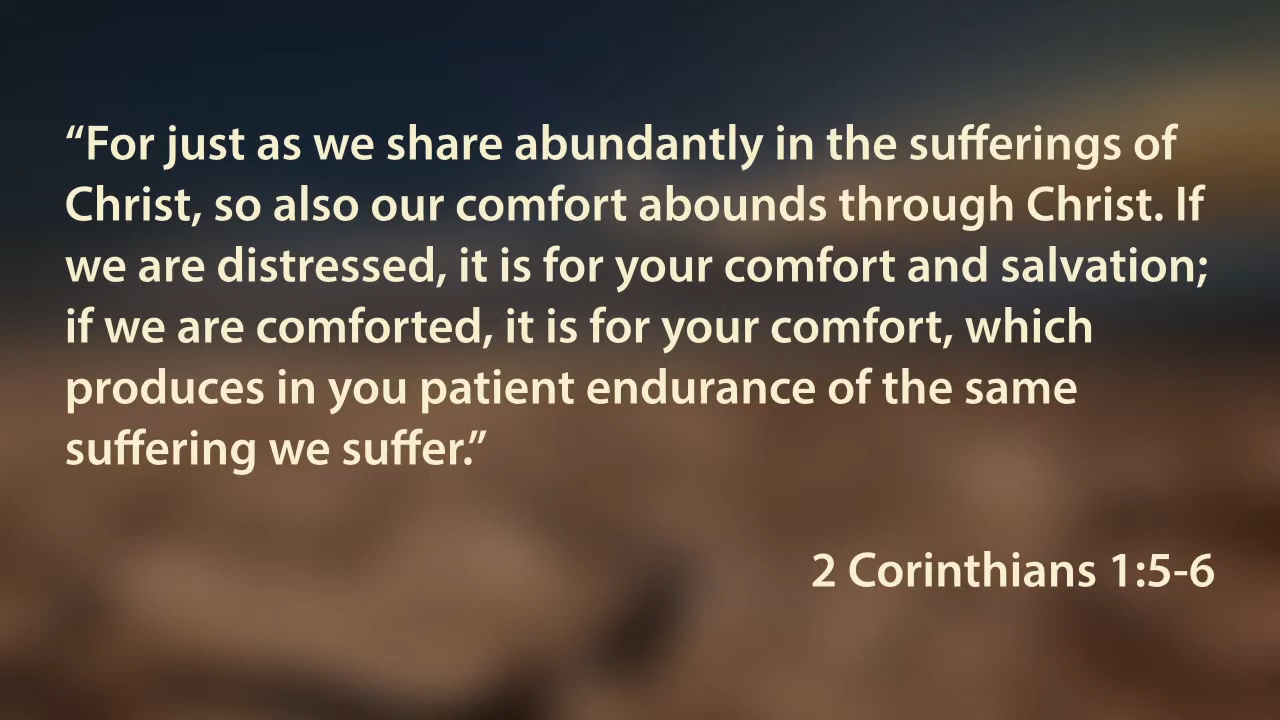 “For just as we share abundantly in the sufferings of
Christ, so also our comfort abounds through Christ. If
we are distressed, it is for your comfort and salvation;
if we are comforted, it is for your comfort, which
produces in you patient endurance of the same
suffering we suffer.”
2 Corinthians 1:5-6